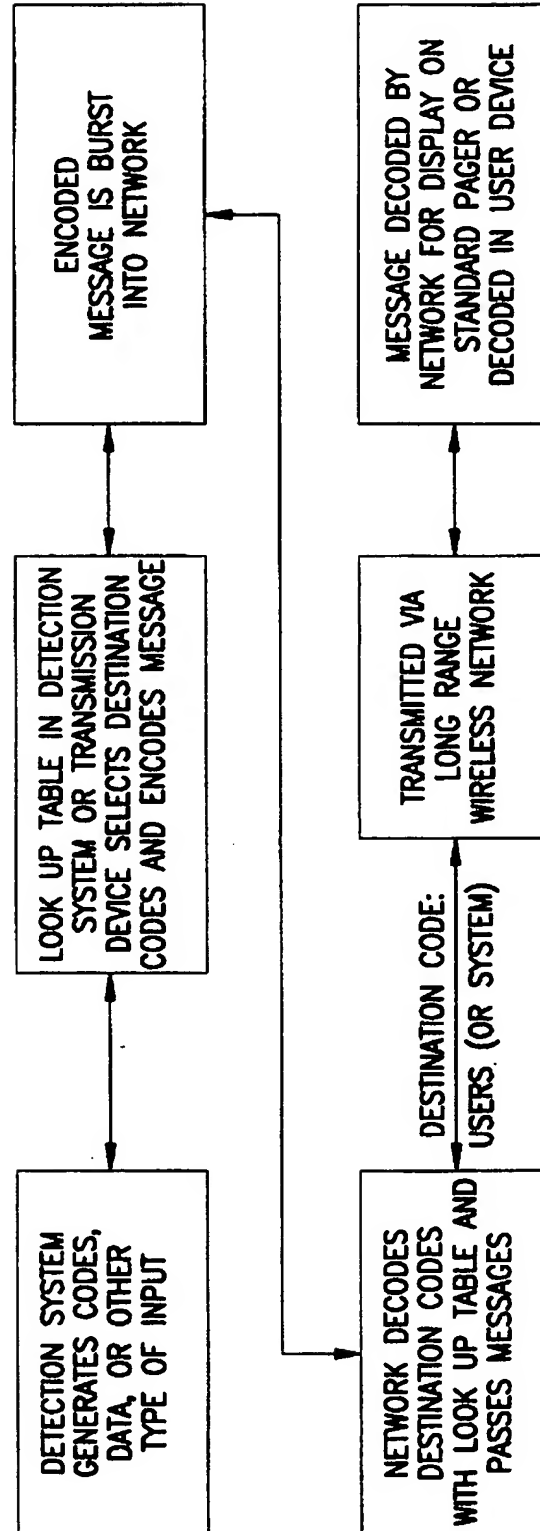 DETECTION SYSTEM
GENERATES CODES,
DATA, OR OTHER
TYPE OF INPUT
LOOK UP TABLE IN DETECTION
SYSTEM OR TRANSMISSION
DEVICE SELECTS DESTINATION
CODES AND ENCODES MESSAGE
ENCODED
MESSAGE IS BURST
INTO NETWORK
NETWORK DECODES
DESTINATION CODES
WITH LOOK UP TABLE AND
PASSES MESSAGES
DESTINATION CODE:
USERS. (OR SYSTEM)
TRANSMITTED VIA
LONG RANGE
WIRELESS NETWORK
MESSAGE DECODED BY
NETWORK FOR DISPLAY ON
STANDARD PAGER OR
DECODED IN USER DEVICE